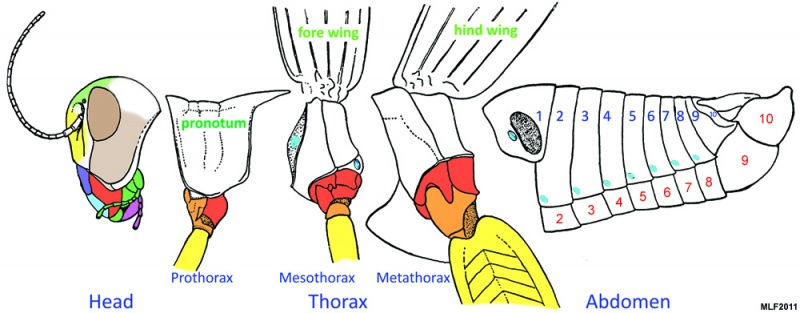 fore wing
hind wing
pronotum
1 2 3 4 5 6 7 8 9 10
10
9
2 3 4 5 6 7 8
Prothorax Mesothorax Metathorax
Head Thorax Abdomen
MLF2011